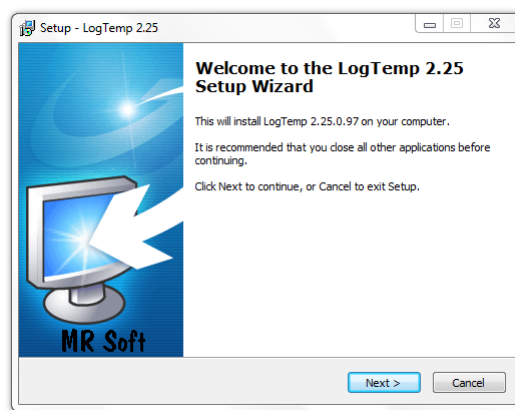 Setup - LogTemp 2.25
Welcome to the LogTemp 2.25
Setup Wizard
This will install LogTemp 2.25.0.97 on your computer.
It is recommended that you close all other applications before
continuing.
Click Next to continue, or Cancel to exit Setup.
MR Soft
Next >
Cancel